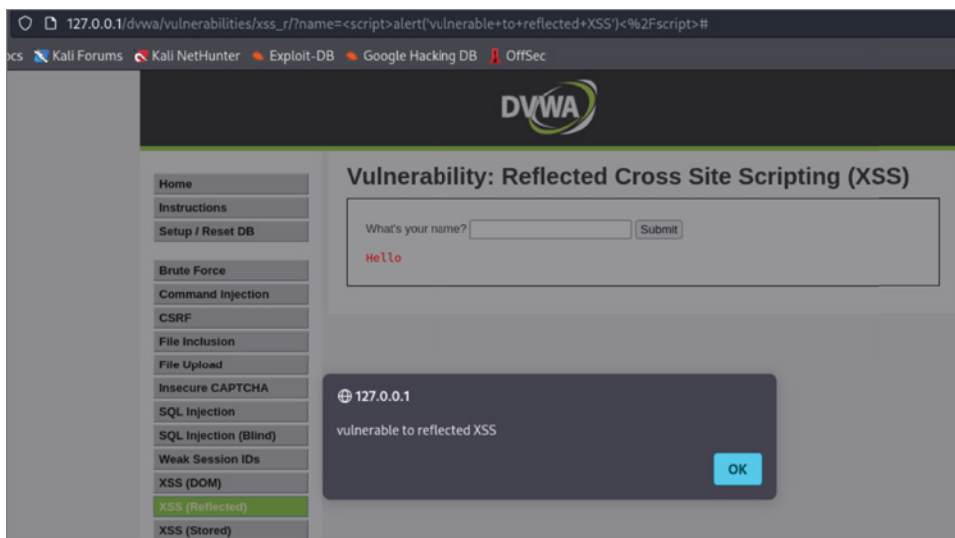 127.0.0.1/dvwa/vulnerabilities/xss_r/?name=<script>alert('vulnerable+to+reflected+XSS')<%2Fscript>#
ocs Kali Forums Kali NetHunter Exploit-DB Google Hacking DB OffSec
DVWA
Home
Instructions
Setup / Reset DB
Brute Force
Command Injection
CSRF
File Inclusion
File Upload
Insecure CAPTCHA
SQL Injection
SQL Injection (Blind)
Weak Session IDs
XSS (DOM)
XSS (Reflected)
XSS (Stored)
Vulnerability: Reflected Cross Site Scripting (XSS)
What's your name? Submit
Hello
127.0.0.1
vulnerable to reflected XSS
OK